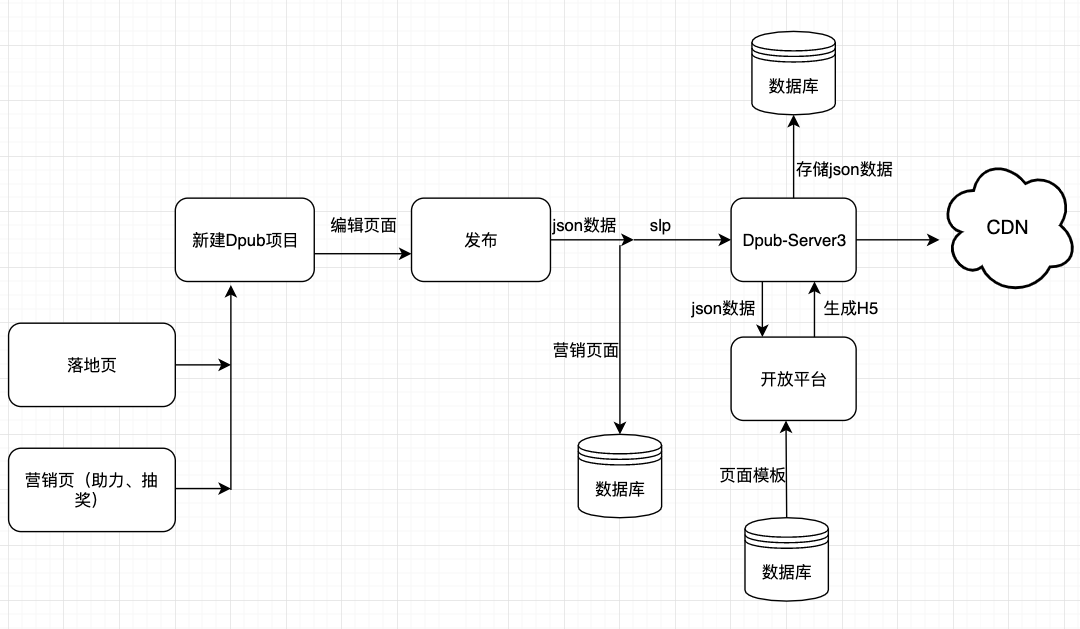 数据库
存储json数据
新建Dpub项目
编辑页面
发布
json数据
slp
Dpub-Server3
CDN
json数据
生成H5
落地页
营销页面
开放平台
营销页（助力、抽
奖）
页面模板
数据库
数据库